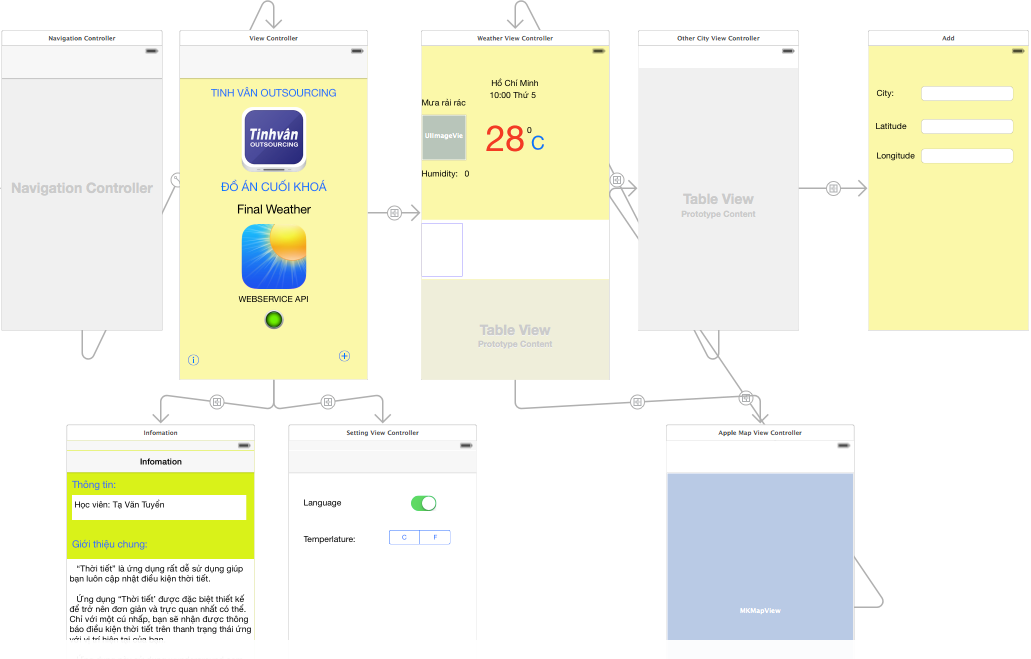 Navigation Controller
Navigation Controller
View Controller
TINH VÂN OUTSOURCING
Tinhvân
OUTSOURCING
ĐỒ ÁN CUỐI KHOÁ
Final Weather
WEBSERVICE API
Weather View Controller
Hồ Chí Minh
10:00 Thứ 5
Mưa rải rác
UIImageVie
28
0
C
Humidity: 0
Table View
Prototype Content
Other City View Controller
Table View
Prototype Content
Add
City:
Latitude
Longitude
Infomation
Infomation
Thông tin:
Học viên: Tạ Văn Tuyển
Giới thiệu chung:
“Thời tiết” là ứng dụng rất dễ sử dụng giúp
bạn luôn cập nhật điều kiện thời tiết.
Ứng dụng “Thời tiết’ được đặc biệt thiết kế
để trở nên đơn giản và trực quan nhất có thể.
Chỉ với một cú nhấp, bạn sẽ nhận được thông
báo điều kiện thời tiết trên thanh trạng thái ứng
với vị trí hiện tại của bạn
Setting View Controller
Language
Temperlature:
C
F
Apple Map View Controller
MKMapView